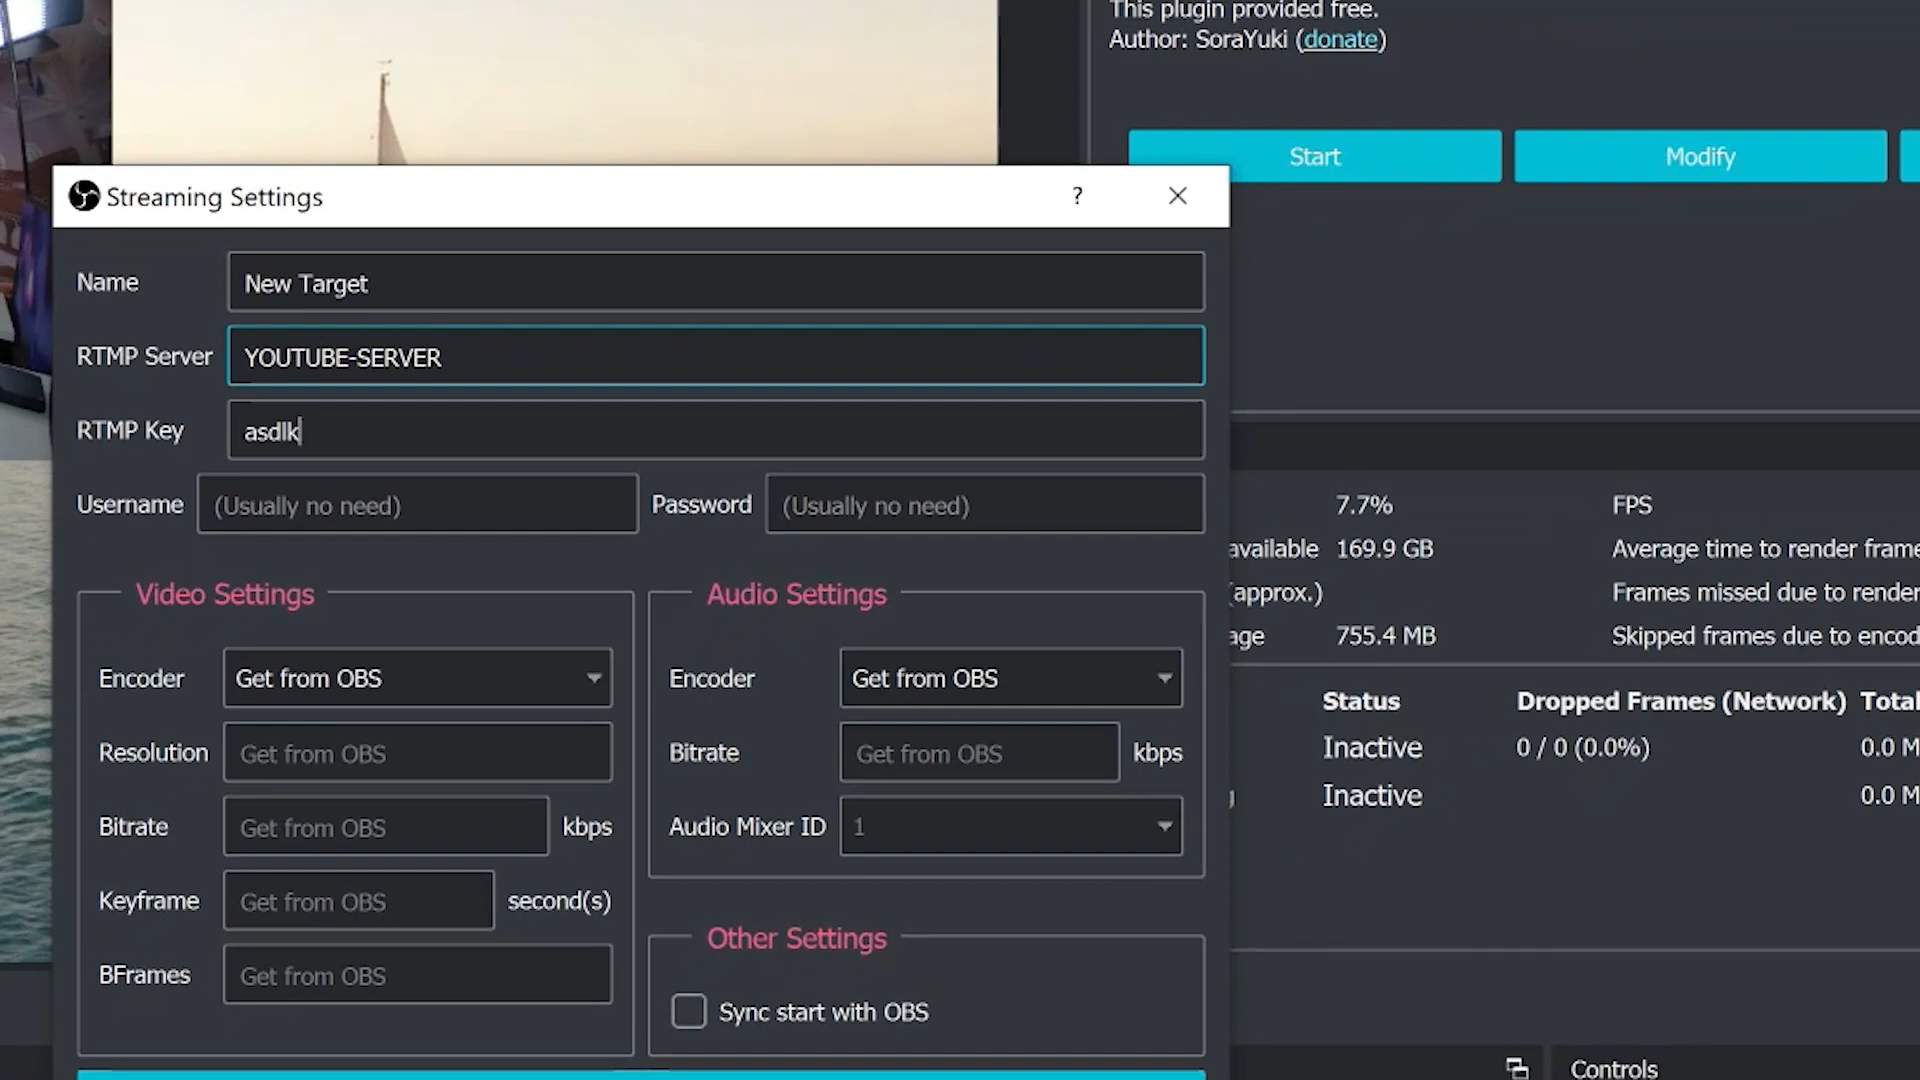 This plugin provided free.
Author: SoraYuki (donate)
Start
Modify
Streaming Settings
?
Name
New Target
RTMP Server
YOUTUBE-SERVER
RTMP Key
asdlk
Username
(Usually no need)
Password
(Usually no need)
Video Settings
Encoder
Get from OBS
Resolution
Get from OBS
Bitrate
Get from OBS
kbps
Keyframe
Get from OBS
second(s)
BFrames
Get from OBS
Audio Settings
Encoder
Get from OBS
Bitrate
Get from OBS
kbps
Audio Mixer ID
1
Other Settings
Sync start with OBS
7.7%
FPS
available 169.9 GB
Average time to render frame
(approx.)
Frames missed due to render
755.4 MB
Skipped frames due to encod
Status
Dropped Frames (Network)
Total
Inactive
0 / 0 (0.0%)
0.0 M
Inactive
0.0 M
Controls